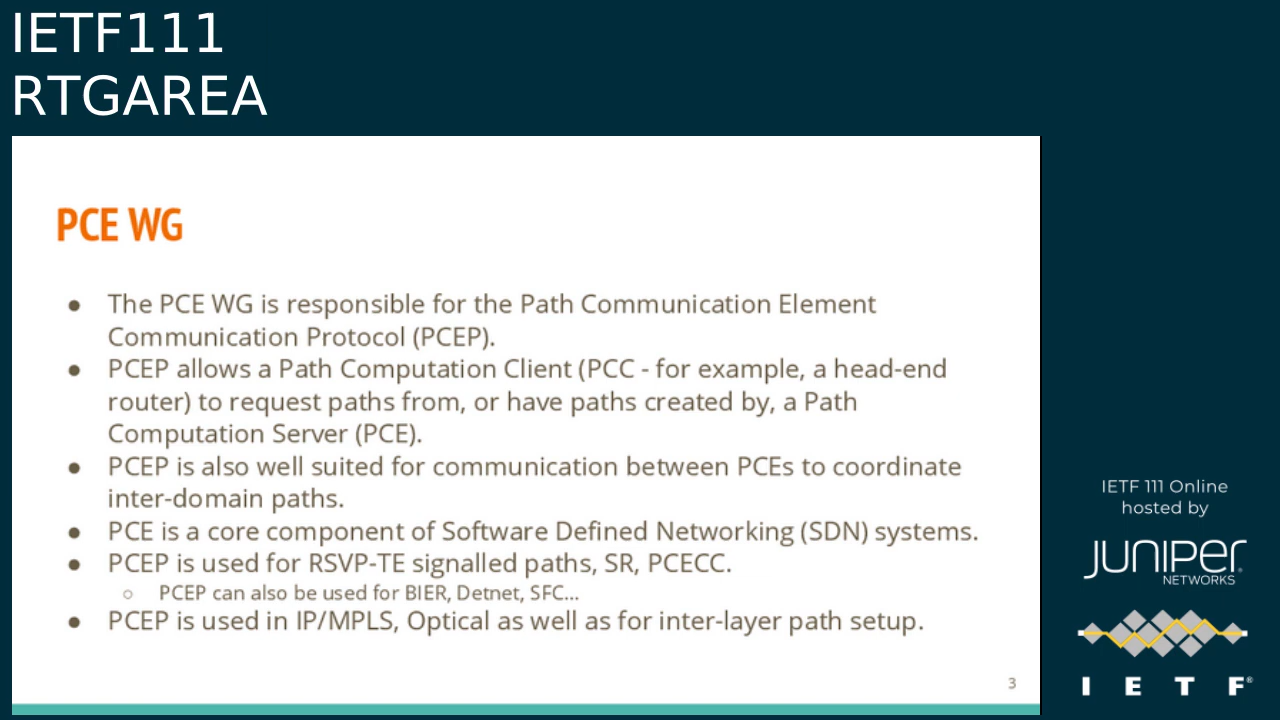 IETF111
RTGAREA
PCE WG
● The PCE WG is responsible for the Path Communication Element
Communication Protocol (PCEP).
● PCEP allows a Path Computation Client (PCC - for example, a head-end
router) to request paths from, or have paths created by, a Path
Computation Server (PCE).
● PCEP is also well suited for communication between PCEs to coordinate
inter-domain paths.
● PCE is a core component of Software Defined Networking (SDN) systems.
● PCEP is used for RSVP-TE signalled paths, SR, PCECC.
○ PCEP can also be used for BIER, Detnet, SFC...
● PCEP is used in IP/MPLS, Optical as well as for inter-layer path setup.
3
IETF 111 Online
hosted by
JUNIPER
NETWORKS
I E T F®